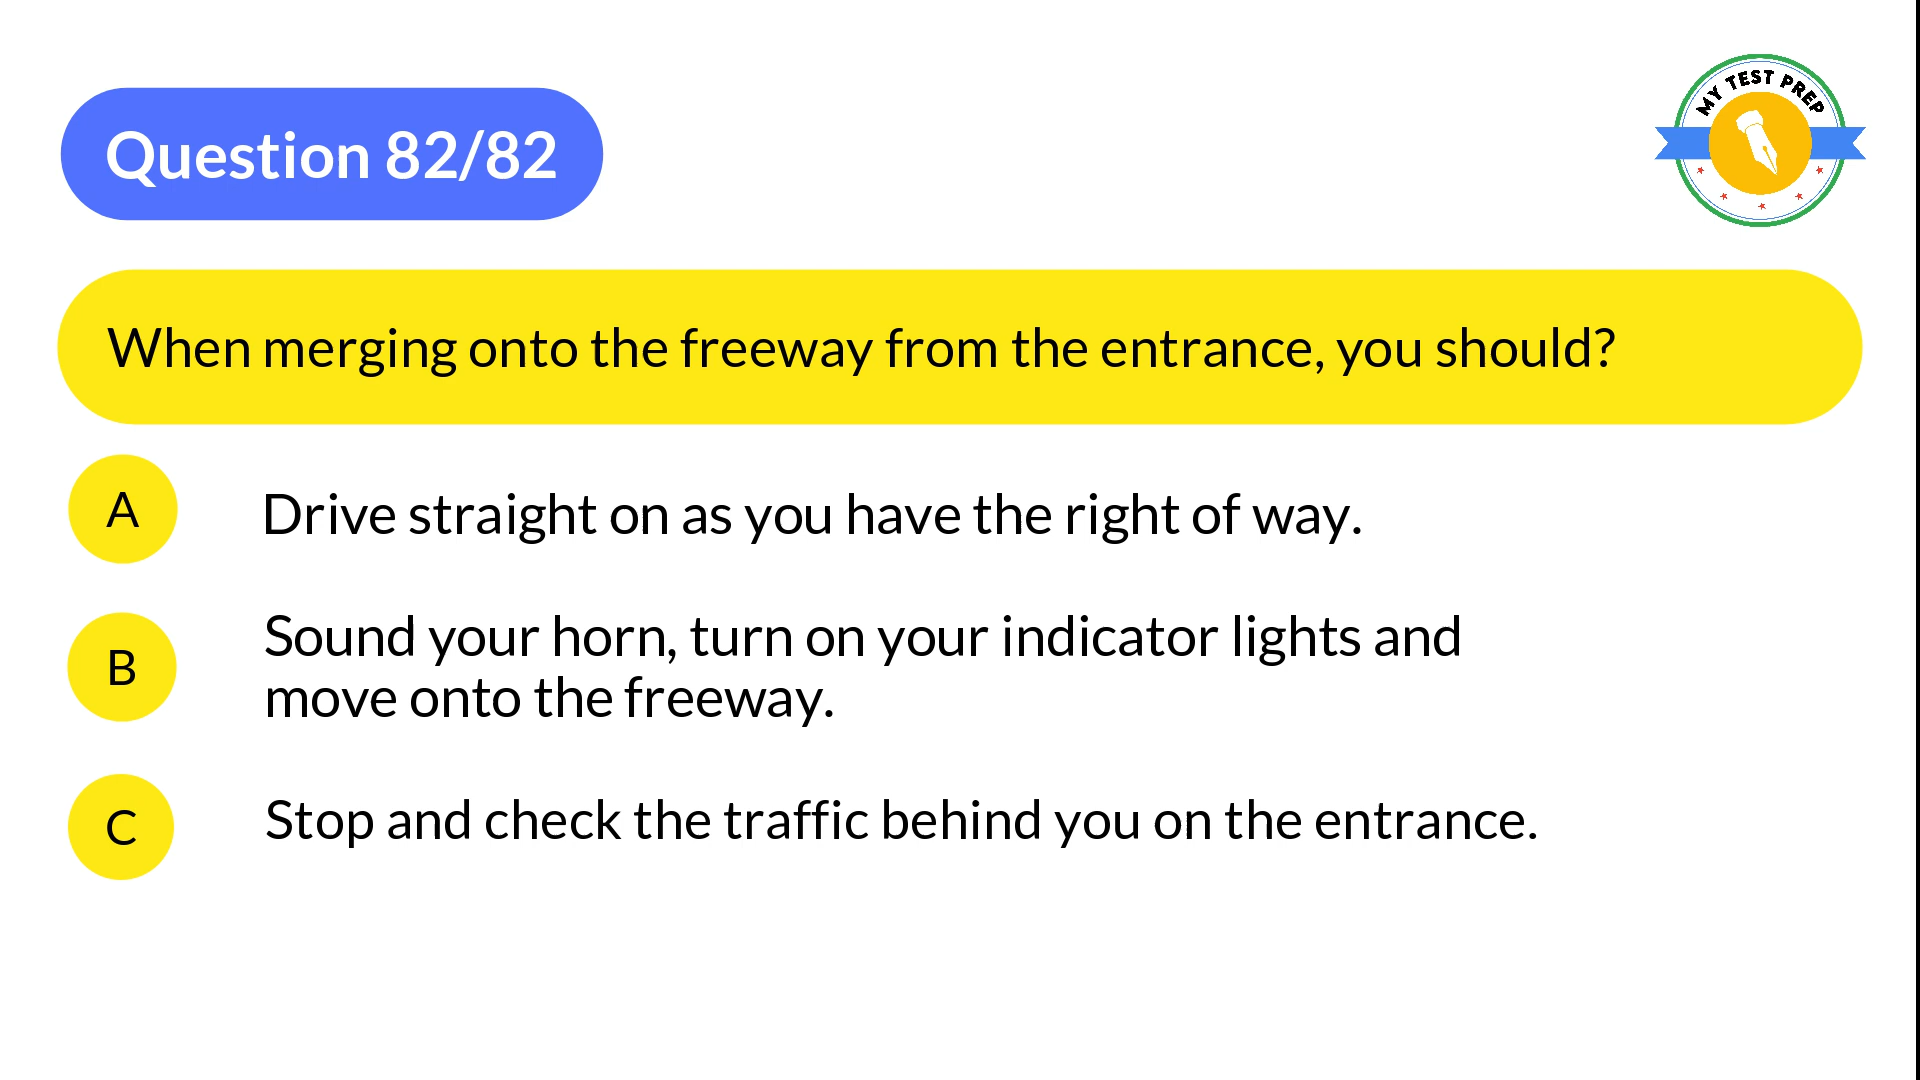 Question 82/82
MY TEST PREP
When merging onto the freeway from the entrance, you should?
A
Drive straight on as you have the right of way.
B
Sound your horn, turn on your indicator lights and
move onto the freeway.
C
Stop and check the traffic behind you on the entrance.